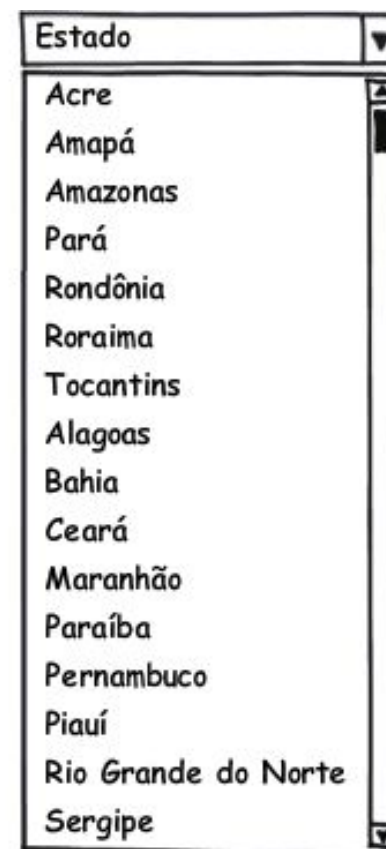 Estado
Acre
Amapá
Amazonas
Pará
Rondônia
Roraima
Tocantins
Alagoas
Bahia
Ceará
Maranhão
Paraíba
Pernambuco
Piauí
Rio Grande do Norte
Sergipe